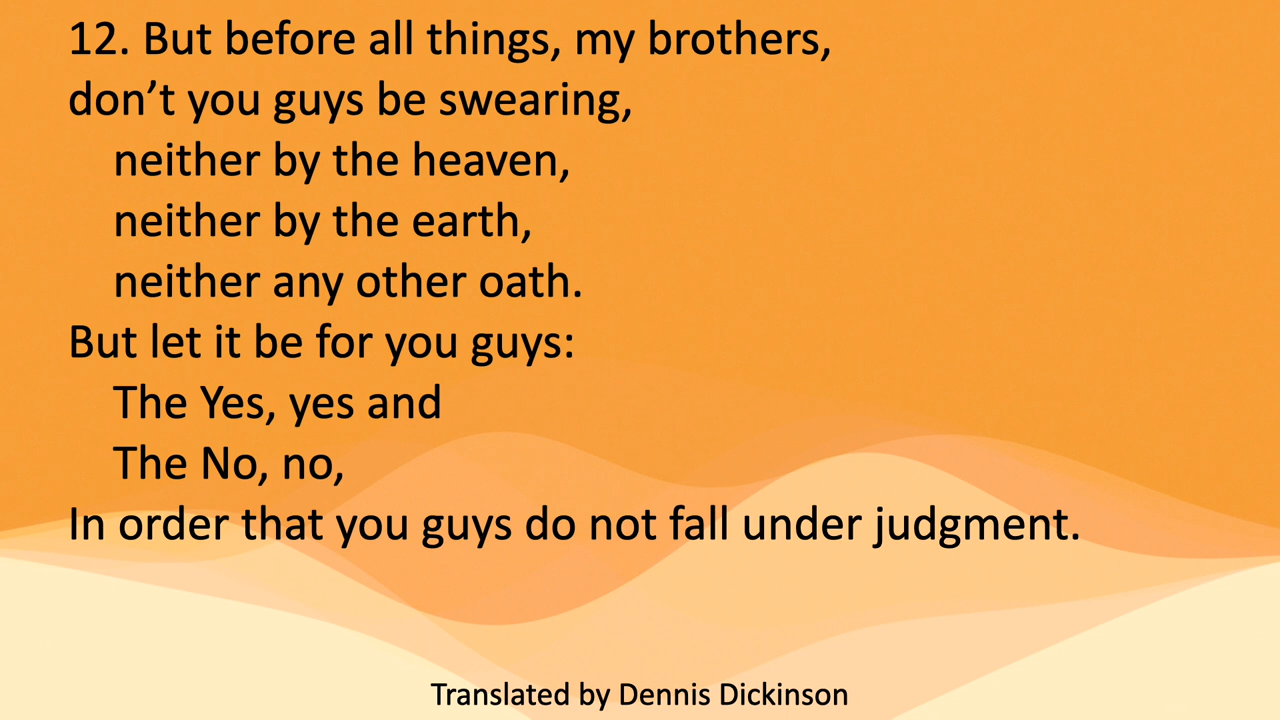 12. But before all things, my brothers,
don’t you guys be swearing,
neither by the heaven,
neither by the earth,
neither any other oath.
But let it be for you guys:
The Yes, yes and
The No, no,
In order that you guys do not fall under judgment.
Translated by Dennis Dickinson